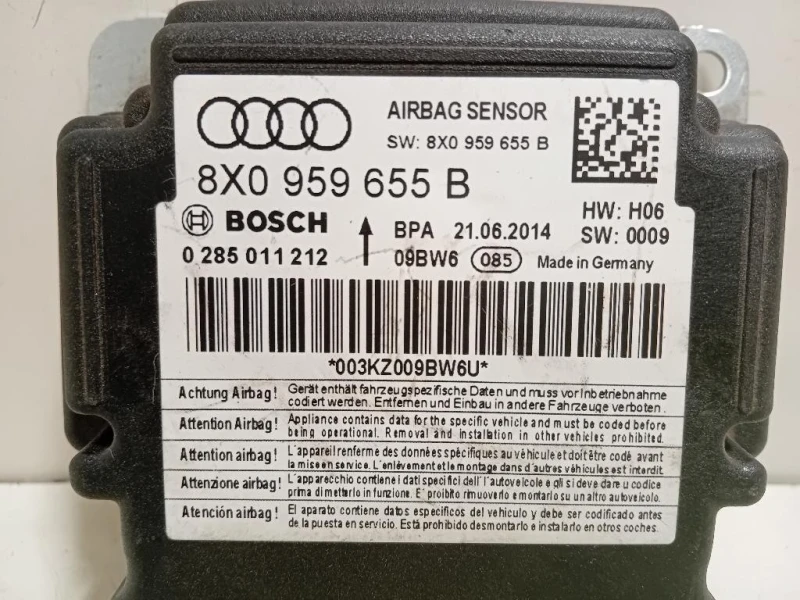 AIRBAG SENSOR
SW: 8X0 959 655 B
8X0 959 655 B
HW: H06
BOSCH
BPA 21.06.2014
SW: 0009
0 285 011 212
09BW6 085 Made in Germany
*003KZ009BW6U*
Achtung Airbag! Gerät enthält fahrzeugspezifische Daten und muss vor Inbetriebnahme
codiert werden. Entfernen und Einbau in andere Fahrzeuge verboten.
Attention Airbag! Appliance contains data for the specific vehicle and must be coded before
being operational. Removal and installation in other vehicles prohibited.
Attention airbag! L'appareil renferme des données spécifiques au véhicule et doit être codé avant
la mise en service. L'enlèvement et le montage dans d'autres véhicules est interdit.
Attenzione airbag! L'apparecchio contiene i dati specifici dell'l'autoveicole e gli si deve dare u codice
prima di metterlo in funzione. E' proibito rimuoverlo e montarlo su un altro autoveicolo.
Atención airbag! El aparato contiene datos especificos del vehículo y debe ser codificado antes
de la puesta en servicio. Está prohibido desmontarlo e instalarlo en otros coches.